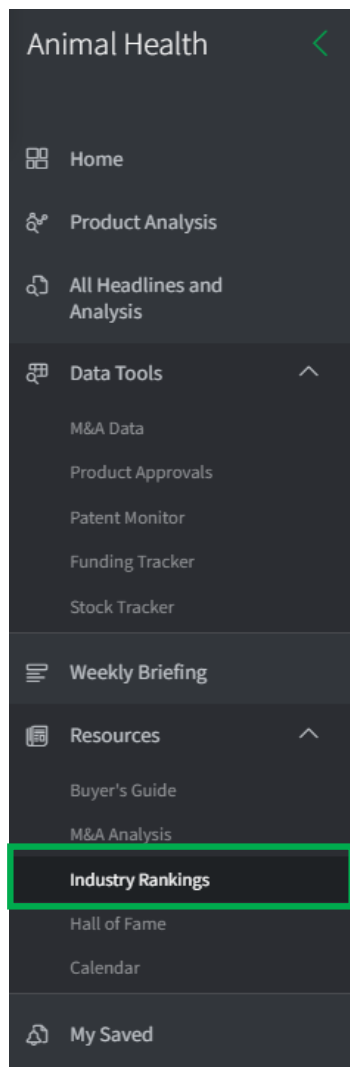 Animal Health
Home
Product Analysis
All Headlines and
Analysis
Data Tools
M&A Data
Product Approvals
Patent Monitor
Funding Tracker
Stock Tracker
Weekly Briefing
Resources
Buyer's Guide
M&A Analysis
Industry Rankings
Hall of Fame
Calendar
My Saved